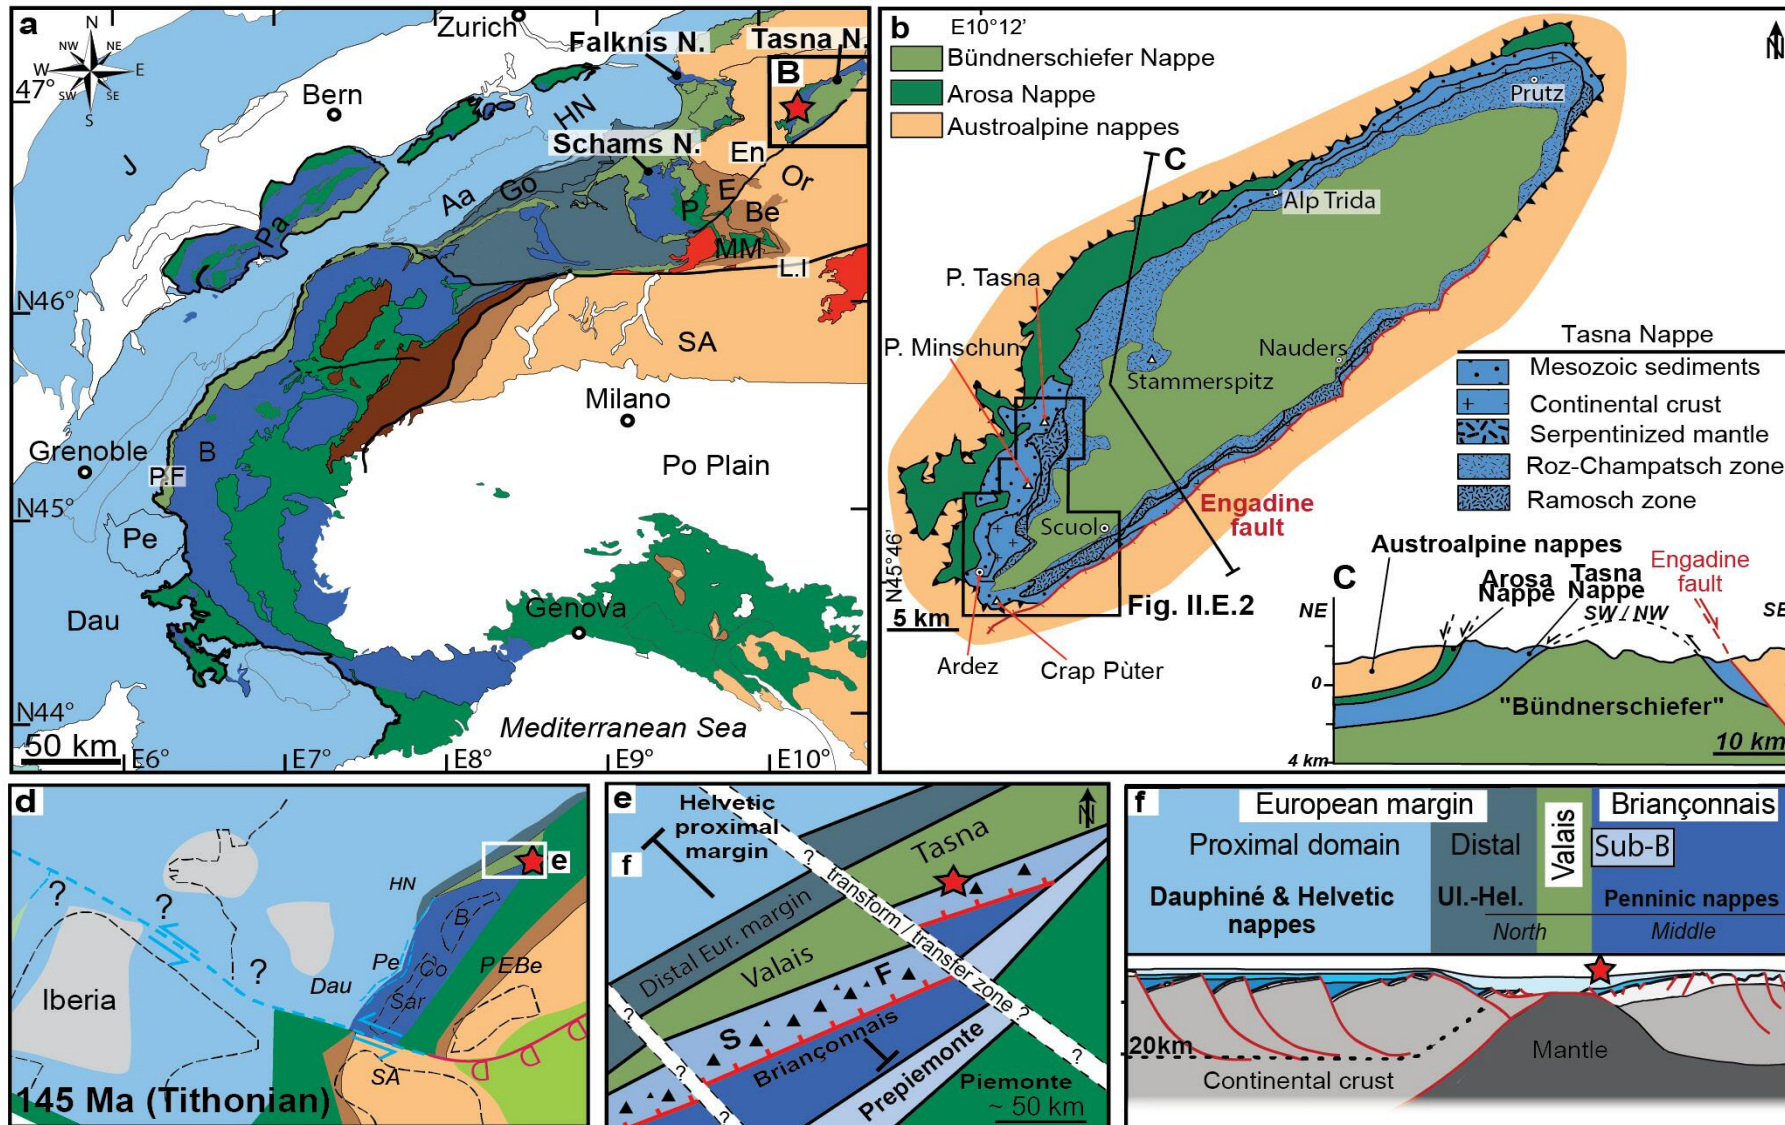 a
N
NW
NE
W
E
SW
SE
S
Zurich
Falknis N.
Tasna N.
47°
Bern
B
HN
Schams N.
J
En
Or
Aa
Go
E
Be
P
Pa
MM
L.I
N46°
SA
Milano
Grenoble
B
P.F
Po Plain
N45°
Pe
Genova
Dau
N44°
Mediterranean Sea
50 km
E6°
E7°
E8°
E9°
E10°
b
E10°12'
N
Bündnerschiefer Nappe
Arosa Nappe
Austroalpine nappes
Prutz
C
Alp Trida
P. Tasna
P. Minschun
Nauders
Stammerspitz
Tasna Nappe
Mesozoic sediments
Continental crust
Serpentinized mantle
Roz-Champatsch zone
Ramosch zone
Engadine
fault
Scuol
N45°46'
5 km
Fig. II.E.2
Ardez
Crap Pùter
C
Austroalpine nappes
Arosa
Nappe
Tasna
Nappe
Engadine
fault
NE
SW / NW
SE
0
"Bündnerschiefer"
4 km
10 km
d
e
HN
?
?
?
B
Pe
Co
P
E
Be
Dau
Sar
Iberia
SA
145 Ma (Tithonian)
e
Helvetic
proximal
margin
N
f
Tasna
?
transform / transfer zone ?
?
Distal Eur. margin
Valais
F
S
?
Briançonnais
Prepiemonte
Piemonte
~ 50 km
?
f
European margin
Briançonnais
Proximal domain
Distal
Valais
Sub-B
Dauphiné & Helvetic
nappes
Ul.-Hel.
Penninic nappes
North
Middle
20km
Mantle
Continental crust